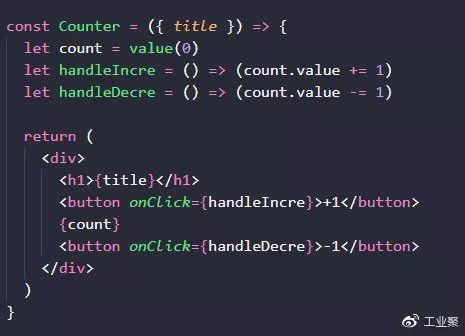 const Counter = ({ title }) => {
  let count = value(0)
  let handleIncre = () => (count.value += 1)
  let handleDecre = () => (count.value -= 1)

  return (
    <div>
      <h1>{title}</h1>
      <button onClick={handleIncre}>+1</button>
      {count}
      <button onClick={handleDecre}>-1</button>
    </div>
  )
}
工业聚